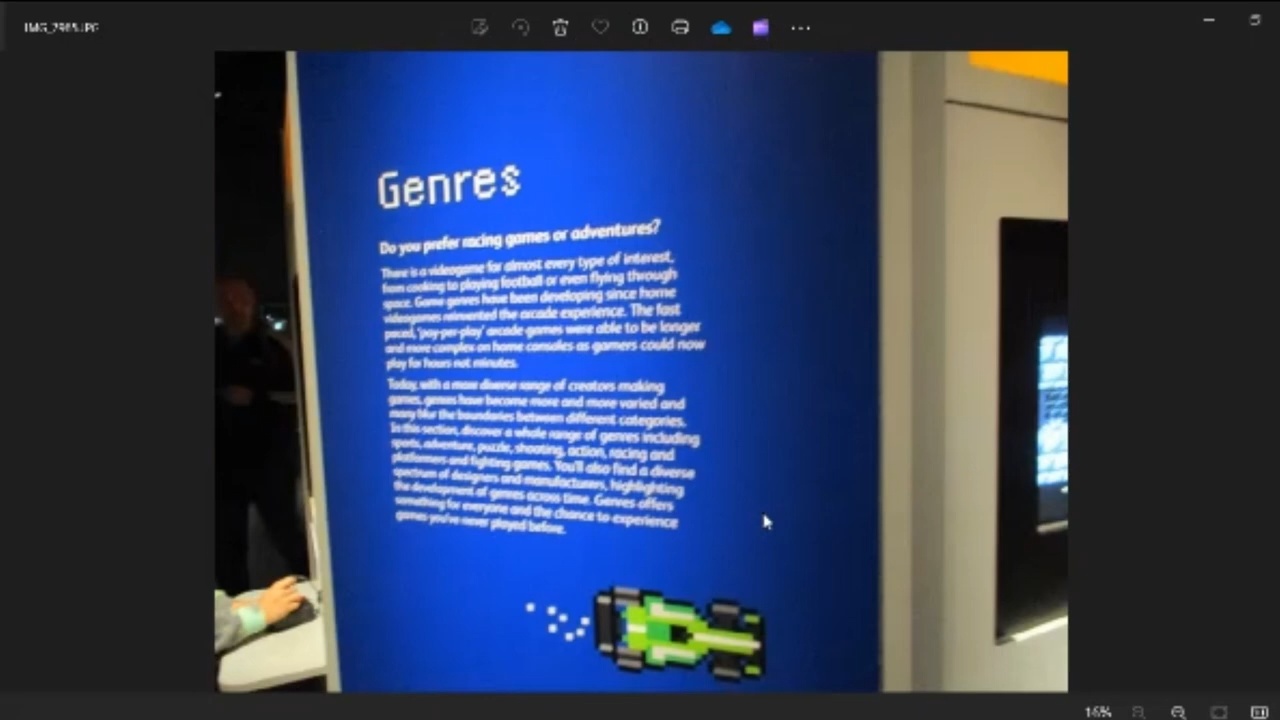 IMG_7965.JPG
Genres
Do you prefer racing games or adventures?
There is a videogame for almost every type of interest,
from cooking to playing football or even flying through
space. Game genres have been developing since home
videogames reinvented the arcade experience. The fast
paced, 'pay-per-play' arcade games were able to be longer
and more complex on home consoles as gamers could now
play for hours not minutes.
Today, with a more diverse range of creators making
games, genres have become more and more varied and
many blur the boundaries between different categories.
In this section, discover a whole range of genres including
sports, adventure, puzzle, shooting, action, racing and
platformers and fighting games. You'll also find a diverse
spectrum of designers and manufacturers, highlighting
the development of genres across time. Genres offers
something for everyone and the chance to experience
games you've never played before.
16%